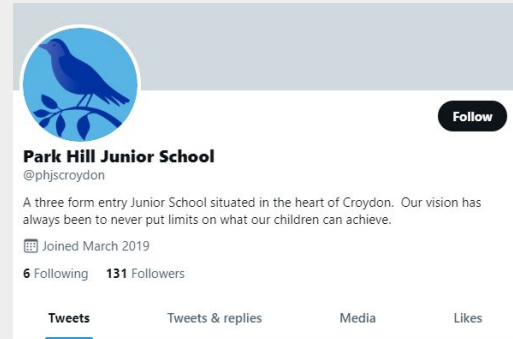 Follow
Park Hill Junior School
@phjscroydon
A three form entry Junior School situated in the heart of Croydon. Our vision has
always been to never put limits on what our children can achieve.
Joined March 2019
6 Following 131 Followers
Tweets Tweets & replies Media Likes